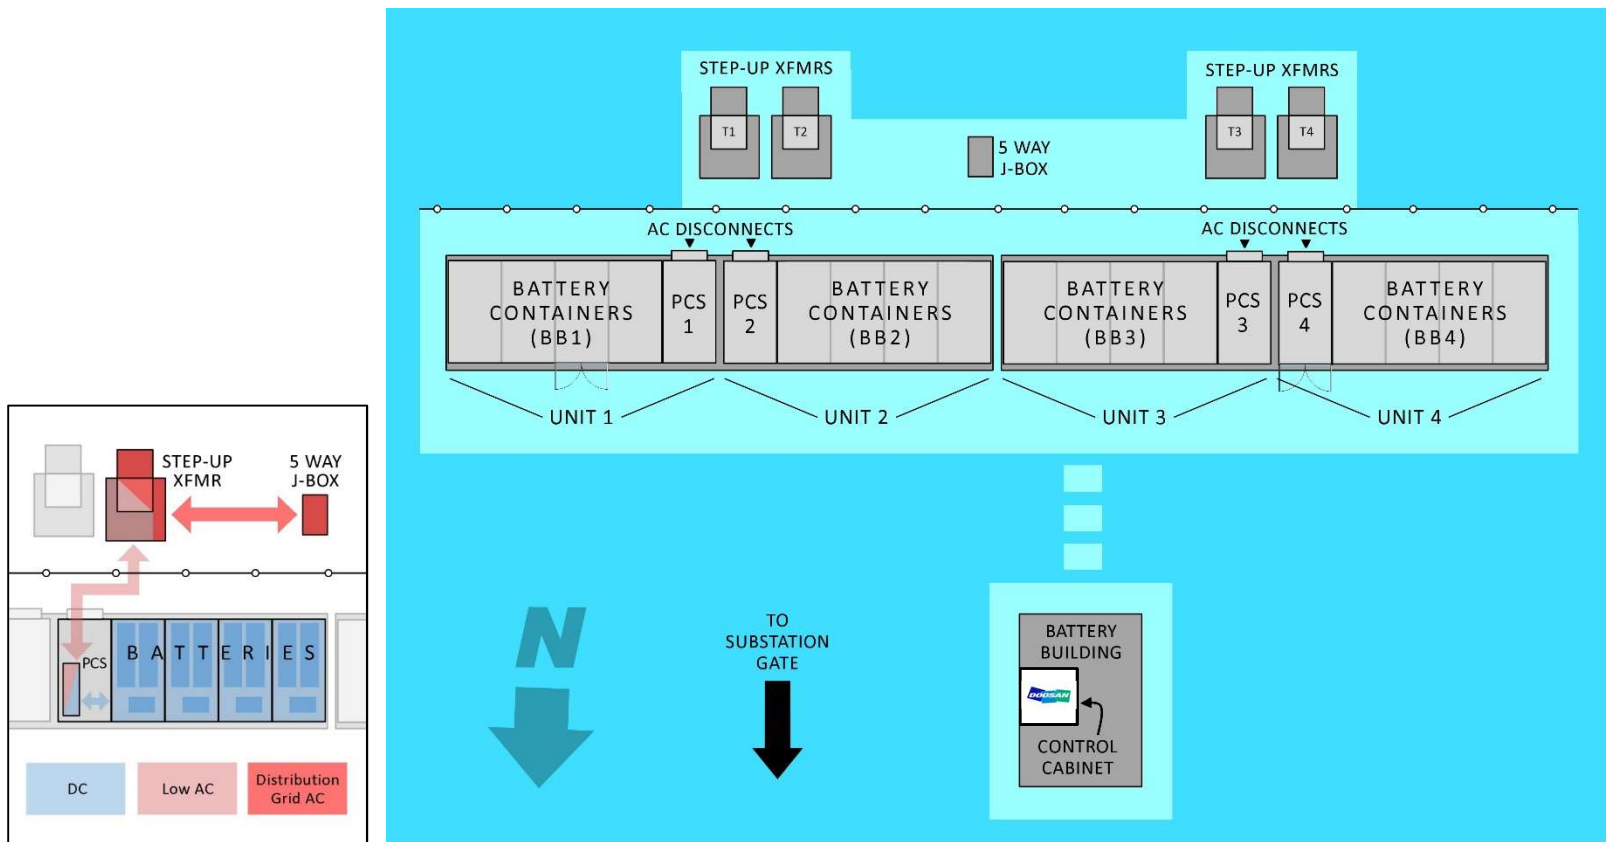 STEP-UP XFMRS
T1
T2
STEP-UP XFMRS
T3
T4
5 WAY
J-BOX
AC DISCONNECTS
AC DISCONNECTS
BATTERY
CONTAINERS
(BB1)
PCS
1
PCS
2
BATTERY
CONTAINERS
(BB2)
BATTERY
CONTAINERS
(BB3)
PCS
3
PCS
4
BATTERY
CONTAINERS
(BB4)
UNIT 1
UNIT 2
UNIT 3
UNIT 4
STEP-UP
XFMR
5 WAY
J-BOX
PCS
BATTERIES
DC
Low AC
Distribution
Grid AC
N
TO
SUBSTATION
GATE
BATTERY
BUILDING
DOOSAN
CONTROL
CABINET